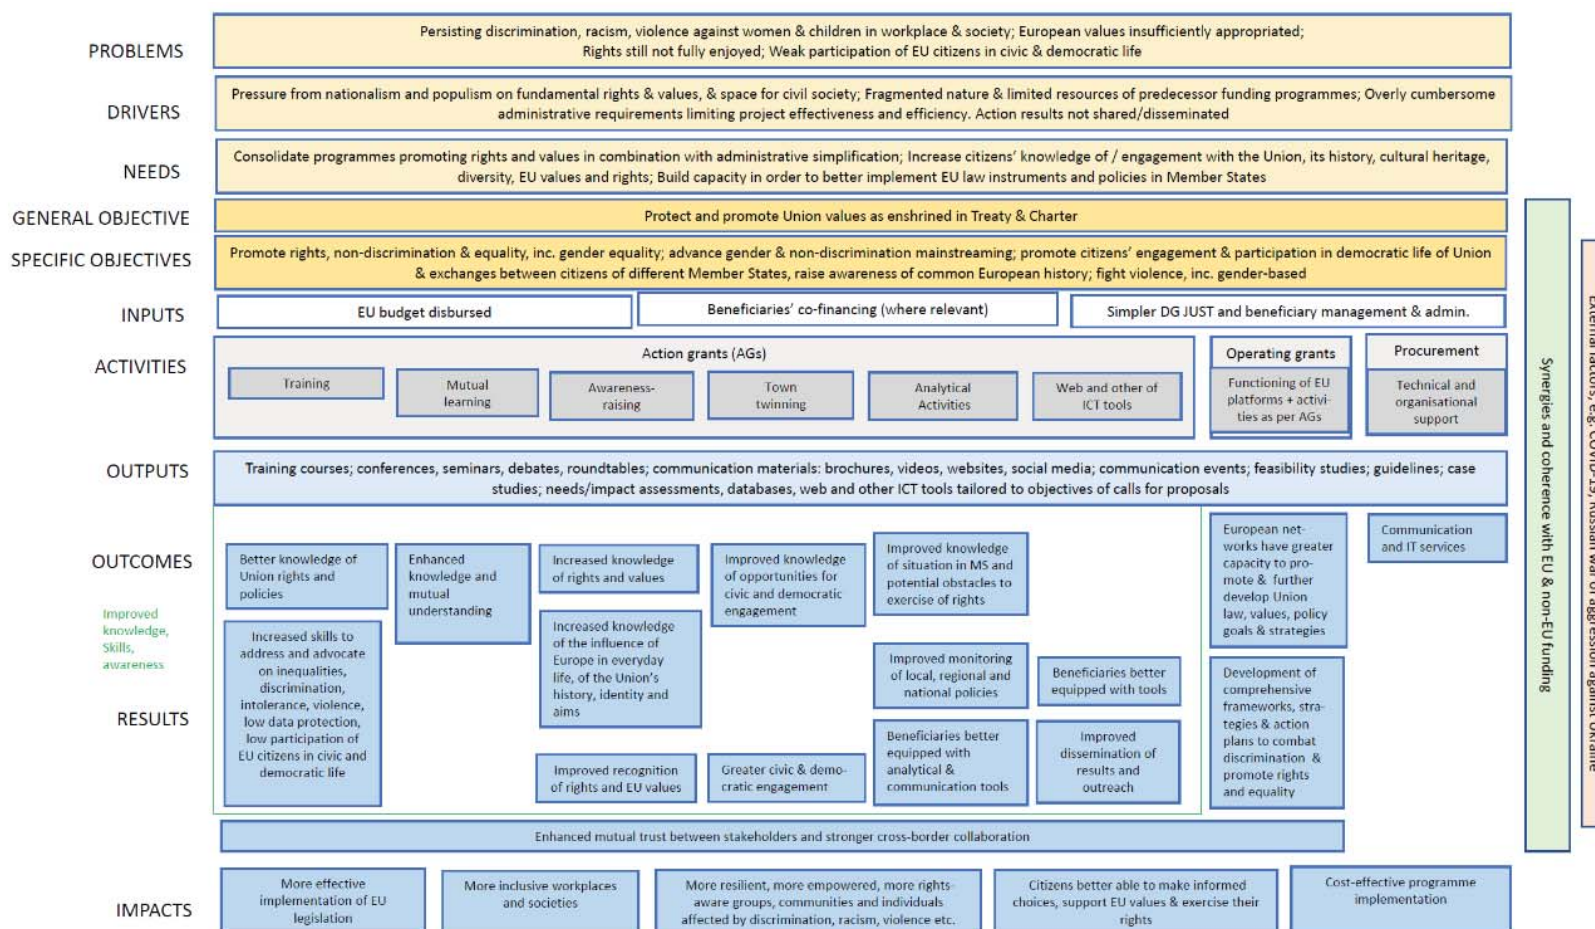 PROBLEMS
Persisting discrimination, racism, violence against women & children in workplace & society; European values insufficiently appropriated;
Rights still not fully enjoyed; Weak participation of EU citizens in civic & democratic life
DRIVERS
Pressure from nationalism and populism on fundamental rights & values, & space for civil society; Fragmented nature & limited resources of predecessor funding programmes; Overly cumbersome
administrative requirements limiting project effectiveness and efficiency. Action results not shared/disseminated
NEEDS
Consolidate programmes promoting rights and values in combination with administrative simplification; Increase citizens' knowledge of / engagement with the Union, its history, cultural heritage,
diversity, EU values and rights; Build capacity in order to better implement EU law instruments and policies in Member States
GENERAL OBJECTIVE
Protect and promote Union values as enshrined in Treaty & Charter
SPECIFIC OBJECTIVES
Promote rights, non-discrimination & equality, inc. gender equality; advance gender & non-discrimination mainstreaming; promote citizens' engagement & participation in democratic life of Union
& exchanges between citizens of different Member States, raise awareness of common European history; fight violence, inc. gender-based
INPUTS
EU budget disbursed
Beneficiaries' co-financing (where relevant)
Simpler DG JUST and beneficiary management & admin.
ACTIVITIES
Action grants (AGs)
Training
Mutual
learning
Awareness-
raising
Town
twinning
Analytical
Activities
Web and other of
ICT tools
Operating grants
Functioning of EU
platforms + activi-
ties as per AGs
Procurement
Technical and
organisational
support
OUTPUTS
Training courses; conferences, seminars, debates, roundtables; communication materials: brochures, videos, websites, social media; communication events; feasibility studies; guidelines; case
studies; needs/impact assessments, databases, web and other ICT tools tailored to objectives of calls for proposals
OUTCOMES
Improved
knowledge,
Skills,
awareness
RESULTS
Better knowledge of
Union rights and
policies
Increased skills to
address and advocate
on inequalities,
discrimination,
intolerance, violence,
low data protection,
low participation of
EU citizens in civic and
democratic life
Enhanced
knowledge and
mutual
understanding
Increased knowledge
of rights and values
Increased knowledge
of the influence of
Europe in everyday
life, of the Union's
history, identity and
aims
Improved recognition
of rights and EU values
Improved knowledge
of opportunities for
civic and democratic
engagement
Greater civic & demo-
cratic engagement
Improved knowledge
of situation in MS and
potential obstacles to
exercise of rights
Improved monitoring
of local, regional and
national policies
Beneficiaries better
equipped with
analytical &
communication tools
Beneficiaries better
equipped with tools
Improved
dissemination of
results and
outreach
European net-
works have greater
capacity to pro-
mote & further
develop Union
law, values, policy
goals & strategies
Development of
comprehensive
frameworks, stra-
tegies & action
plans to combat
discrimination &
promote rights
and equality
Communication
and IT services
Enhanced mutual trust between stakeholders and stronger cross-border collaboration
IMPACTS
More effective
implementation of EU
legislation
More inclusive workplaces
and societies
More resilient, more empowered, more rights-
aware groups, communities and individuals
affected by discrimination, racism, violence etc.
Citizens better able to make informed
choices, support EU values & exercise their
rights
Cost-effective programme
implementation
Synergies and coherence with EU & non-EU funding
External factors, e.g. COVID-19, Russian war of aggression against Ukraine